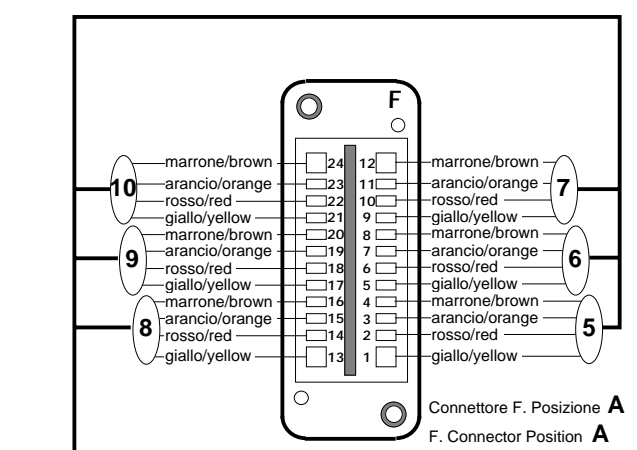 F
marrone/brown 24 12 marrone/brown
10 arancio/orange 23 11 arancio/orange 7
rosso/red 22 10 rosso/red
giallo/yellow 21 9 giallo/yellow
marrone/brown 20 8 marrone/brown
9 arancio/orange 19 7 arancio/orange 6
rosso/red 18 6 rosso/red
giallo/yellow 17 5 giallo/yellow
marrone/brown 16 4 marrone/brown
8 arancio/orange 15 3 arancio/orange 5
rosso/red 14 2 rosso/red
giallo/yellow 13 1 giallo/yellow
Connettore F. Posizione A
F. Connector Position A